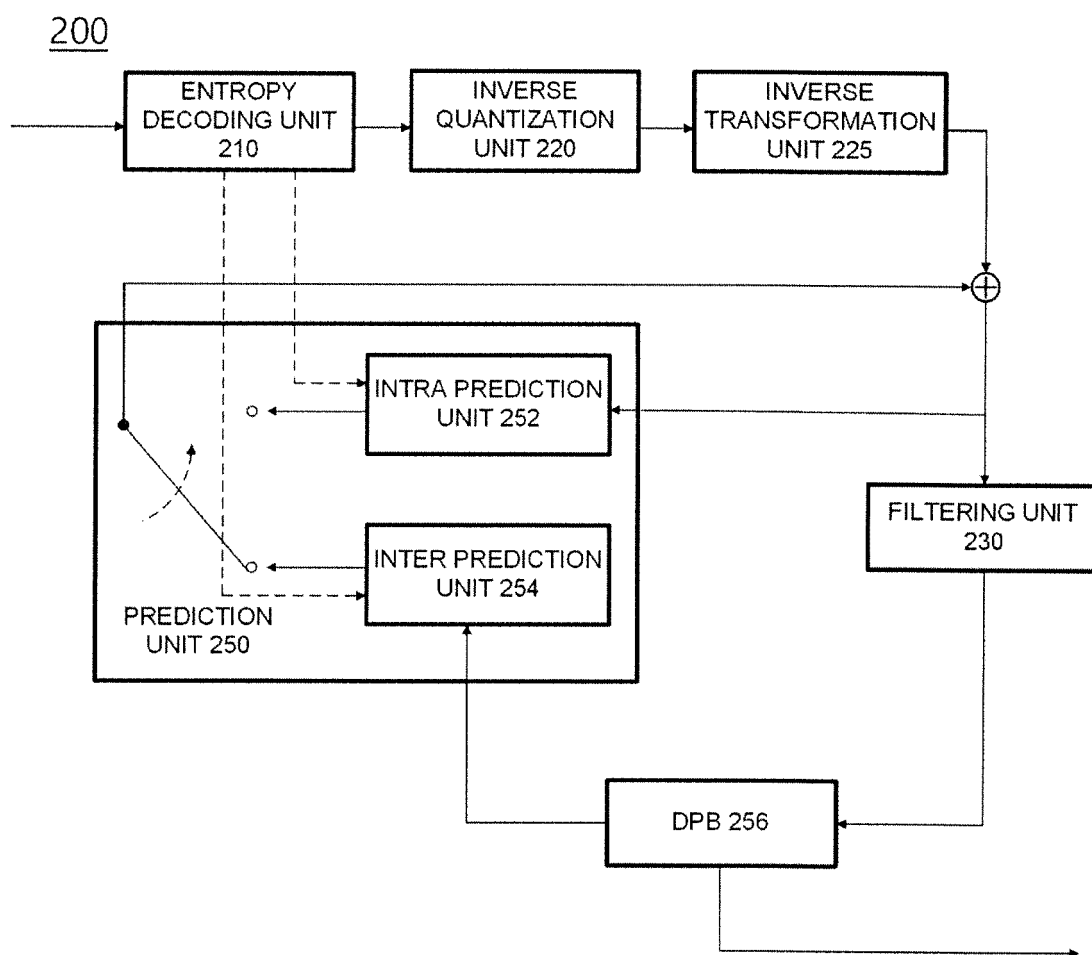 200
ENTROPY
DECODING UNIT
210
INVERSE
QUANTIZATION
UNIT 220
INVERSE
TRANSFORMATION
UNIT 225
INTRA PREDICTION
UNIT 252
FILTERING UNIT
230
INTER PREDICTION
UNIT 254
PREDICTION
UNIT 250
DPB 256